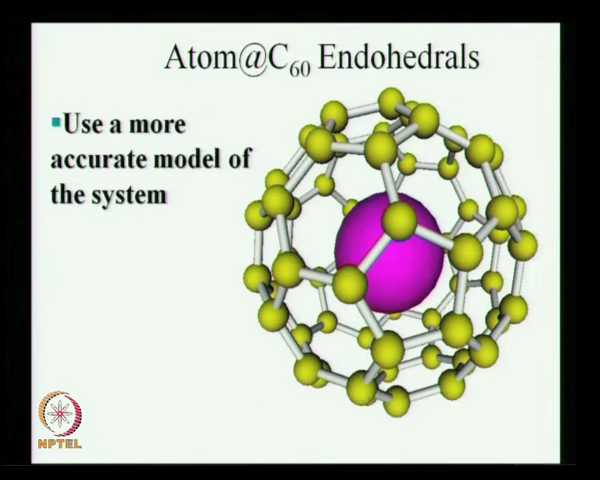 Atom@C₆₀ Endohedrals
▪Use a more
accurate model of
the system
NPTEL